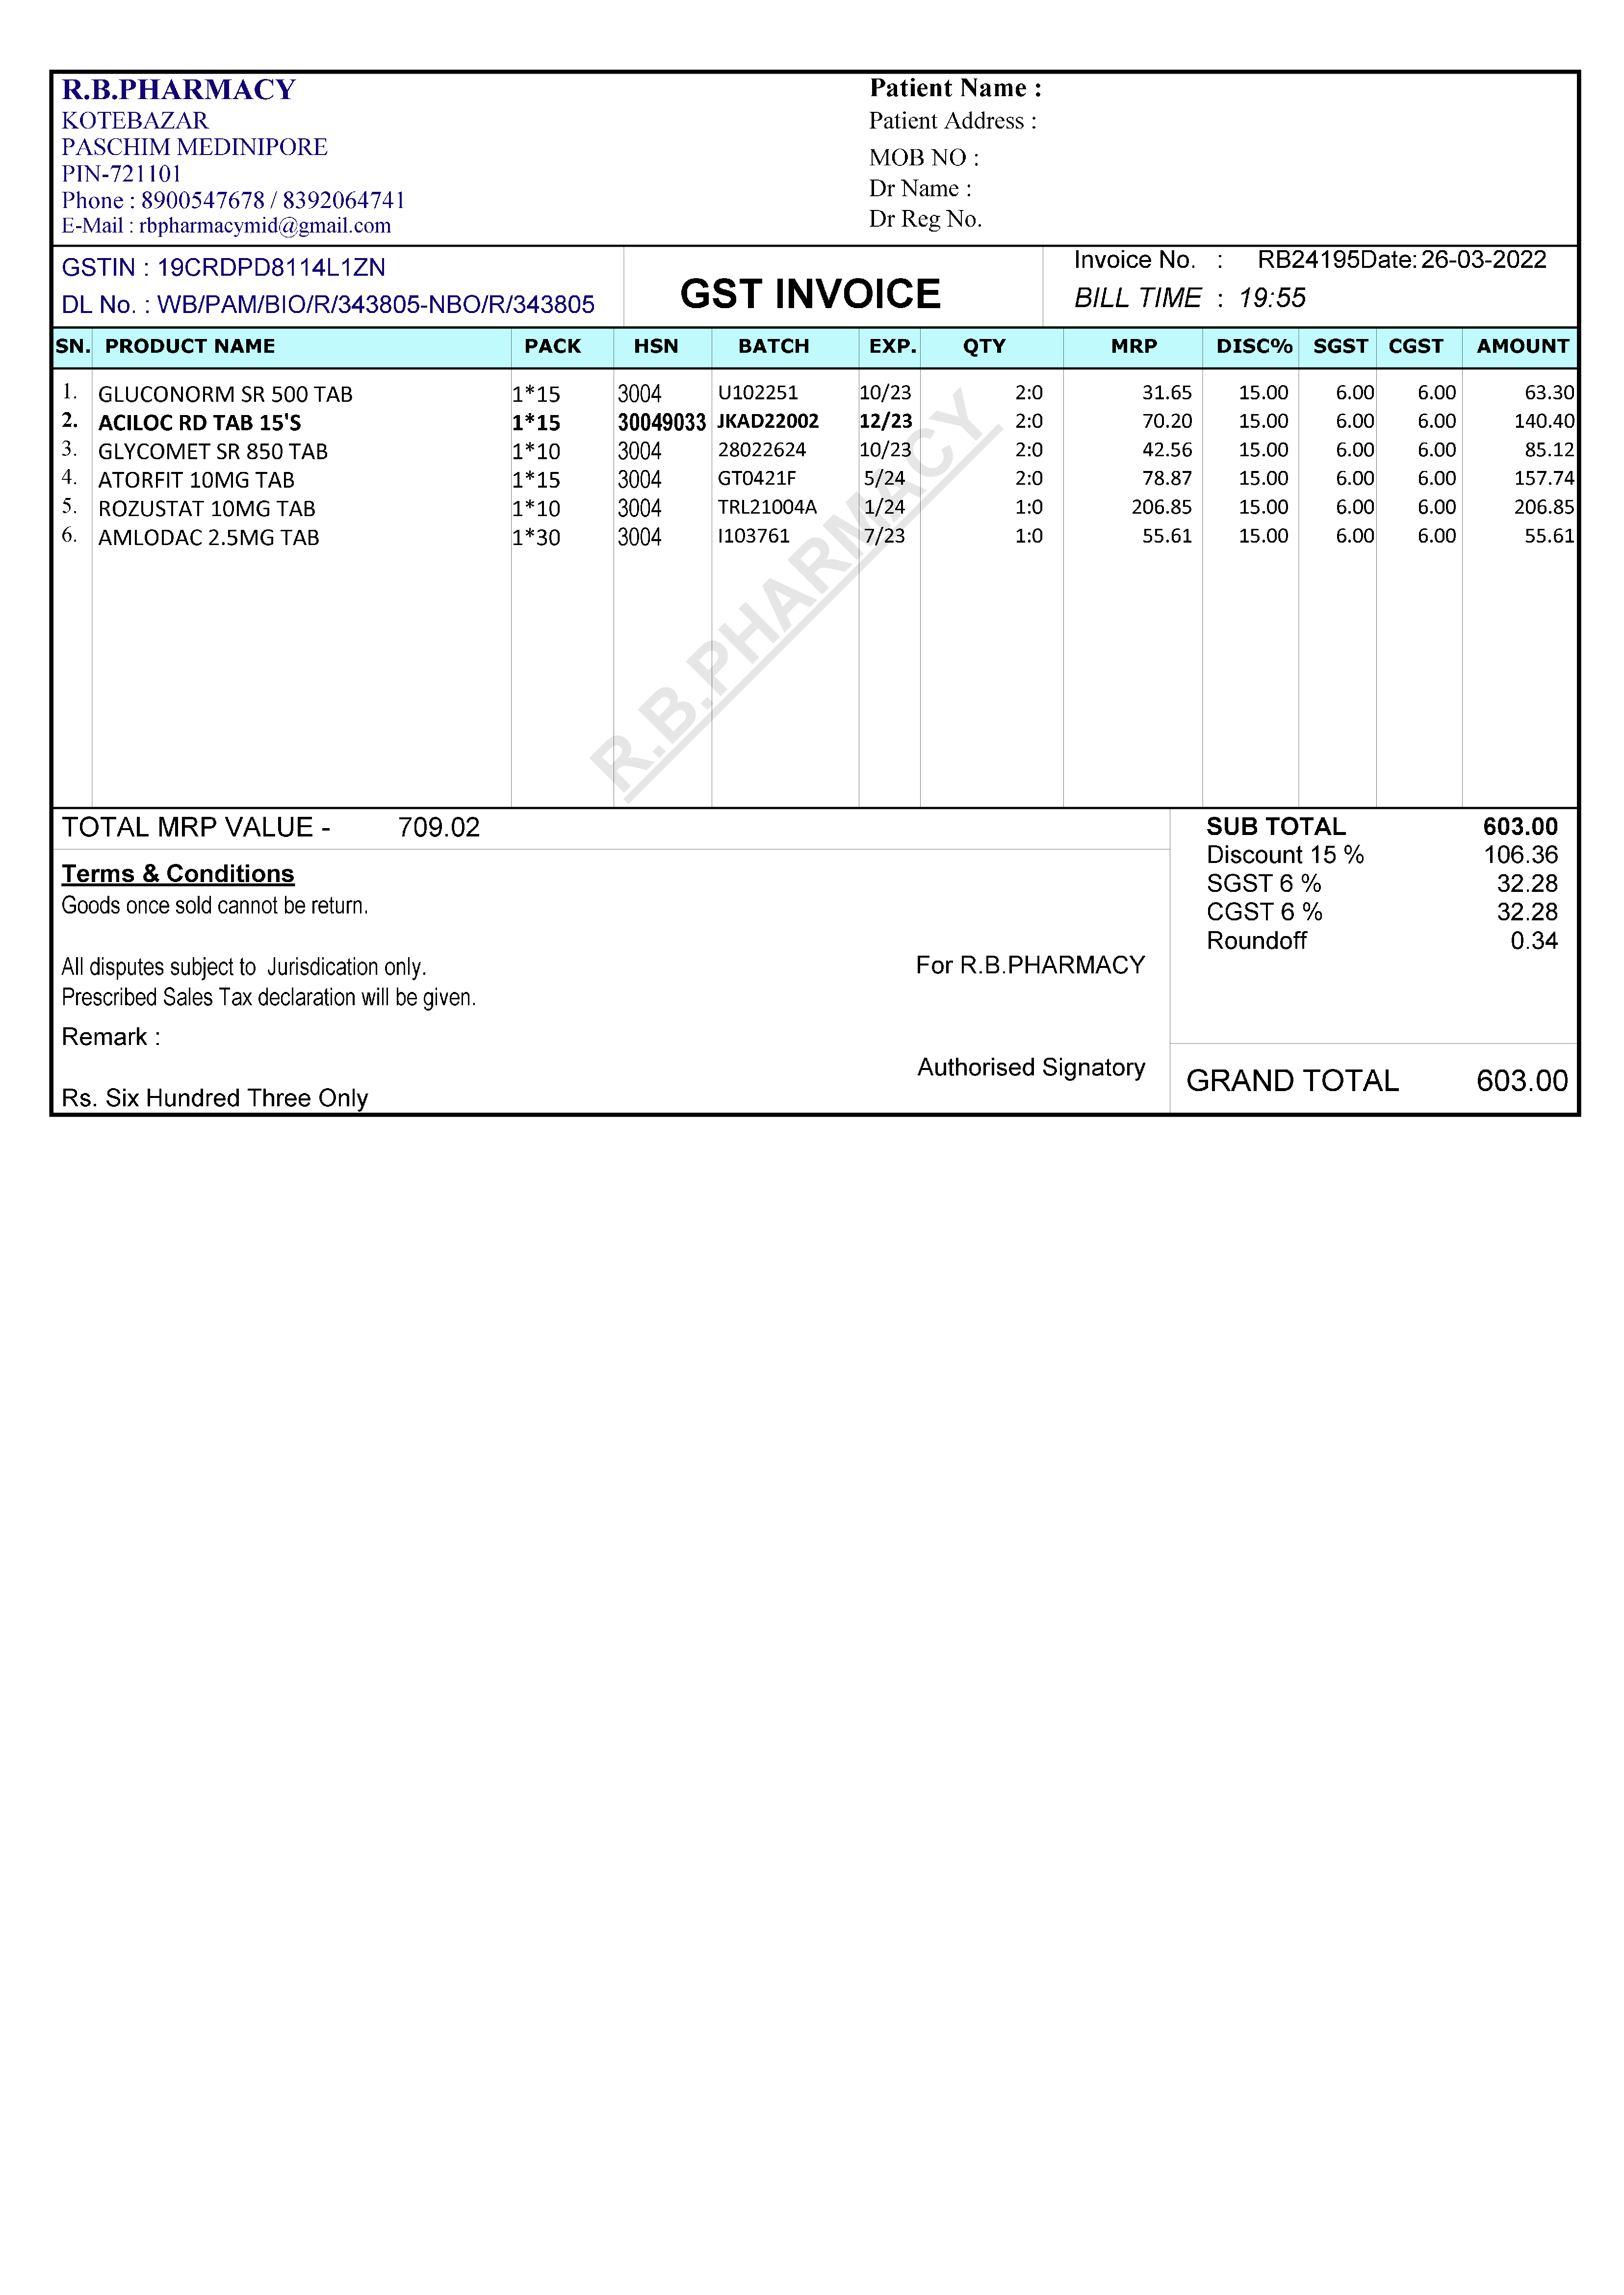 R.B.PHARMACY
KOTEBAZAR
PASCHIM MEDINIPORE
PIN-721101
Phone : 8900547678 / 8392064741
E-Mail : rbpharmacymid@gmail.com
Patient Name :
Patient Address :
MOB NO :
Dr Name :
Dr Reg No.
GSTIN : 19CRDPD8114L1ZN
DL No. : WB/PAM/BIO/R/343805-NBO/R/343805
GST INVOICE
Invoice No. : RB24195Date: 26-03-2022
BILL TIME : 19:55
SN. PRODUCT NAME PACK HSN BATCH EXP. QTY MRP DISC% SGST CGST AMOUNT
1. GLUCONORM SR 500 TAB 1*15 3004 U102251 10/23 2:0 31.65 15.00 6.00 6.00 63.30
2. ACILOC RD TAB 15'S 1*15 30049033 JKAD22002 12/23 2:0 70.20 15.00 6.00 6.00 140.40
3. GLYCOMET SR 850 TAB 1*10 3004 28022624 10/23 2:0 42.56 15.00 6.00 6.00 85.12
4. ATORFIT 10MG TAB 1*15 3004 GT0421F 5/24 2:0 78.87 15.00 6.00 6.00 157.74
5. ROZUSTAT 10MG TAB 1*10 3004 TRL21004A 1/24 1:0 206.85 15.00 6.00 6.00 206.85
6. AMLODAC 2.5MG TAB 1*30 3004 I103761 7/23 1:0 55.61 15.00 6.00 6.00 55.61
R.B.PHARMACY
TOTAL MRP VALUE - 709.02
Terms & Conditions
Goods once sold cannot be return.
All disputes subject to Jurisdication only.
Prescribed Sales Tax declaration will be given.
Remark :
Rs. Six Hundred Three Only
For R.B.PHARMACY
Authorised Signatory
SUB TOTAL 603.00
Discount 15 % 106.36
SGST 6 % 32.28
CGST 6 % 32.28
Roundoff 0.34
GRAND TOTAL 603.00